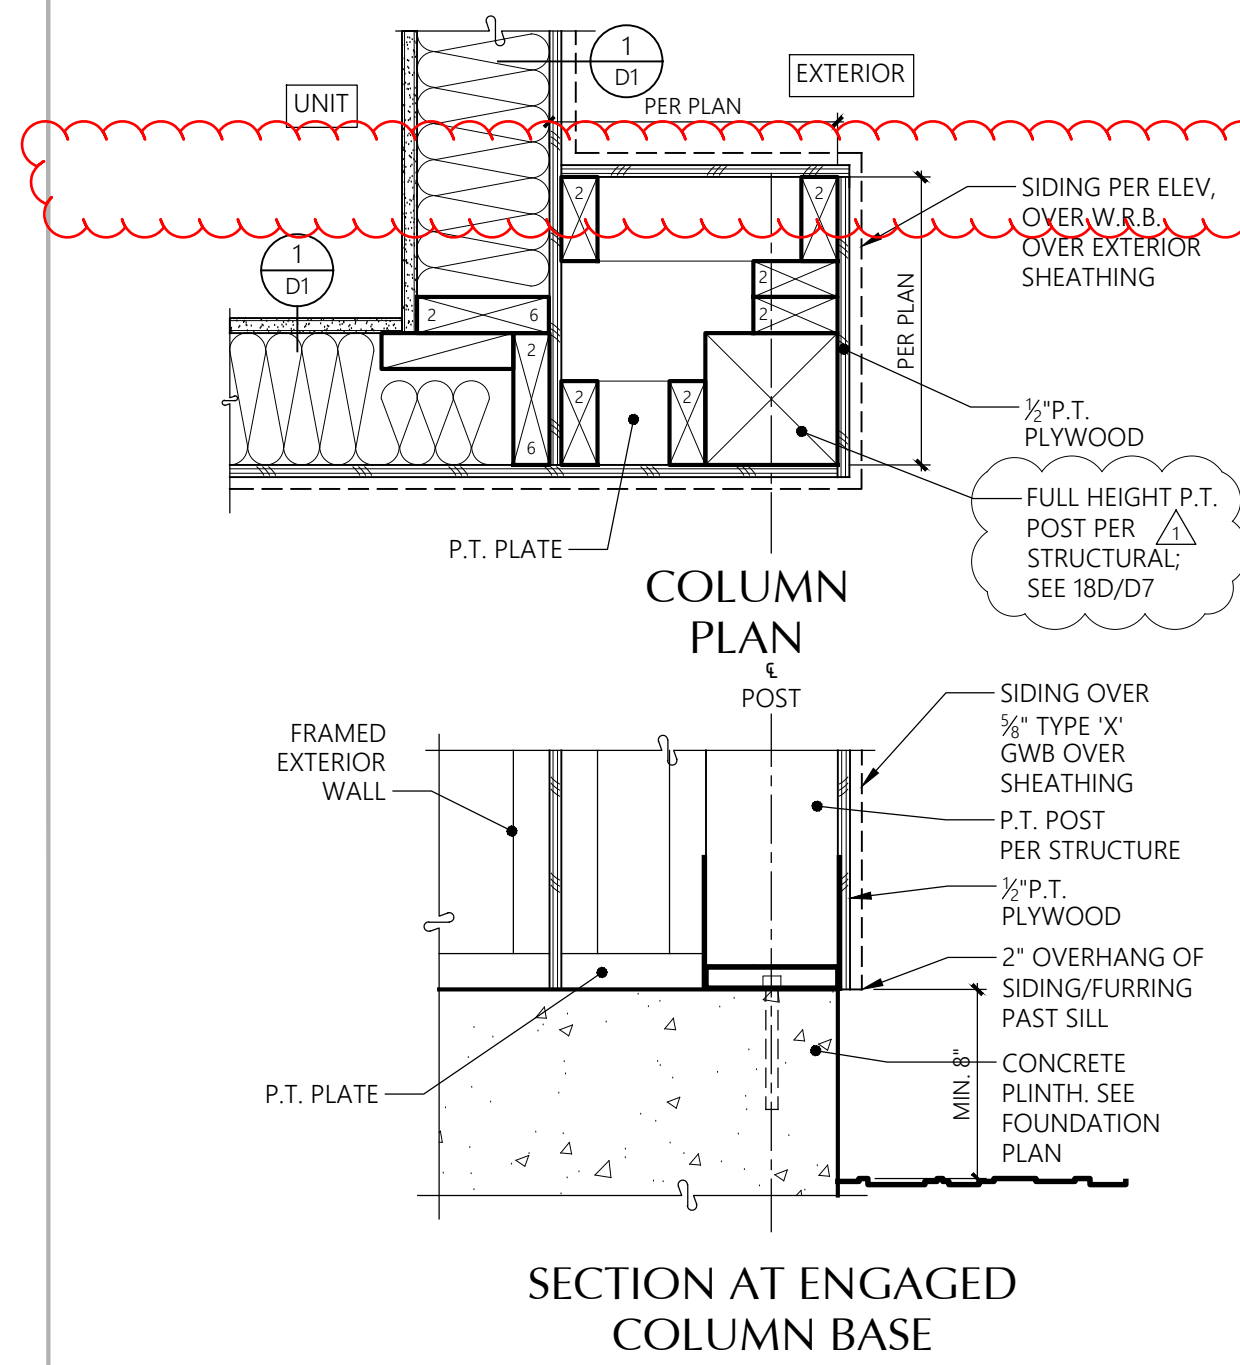 1
D1
UNIT
EXTERIOR
PER PLAN
SIDING PER ELEV,
OVER W.R.B.
OVER EXTERIOR
SHEATHING
2
2
1
D1
2
2
2 6
2
6
2
2
PER PLAN
½"P.T.
PLYWOOD
FULL HEIGHT P.T.
POST PER 1
STRUCTURAL;
SEE 18D/D7
P.T. PLATE
COLUMN
PLAN
℄
POST
FRAMED
EXTERIOR
WALL
SIDING OVER
⅝" TYPE 'X'
GWB OVER
SHEATHING
P.T. POST
PER STRUCTURE
½"P.T.
PLYWOOD
2" OVERHANG OF
SIDING/FURRING
PAST SILL
MIN. 8"
CONCRETE
PLINTH. SEE
FOUNDATION
PLAN
P.T. PLATE
SECTION AT ENGAGED
COLUMN BASE